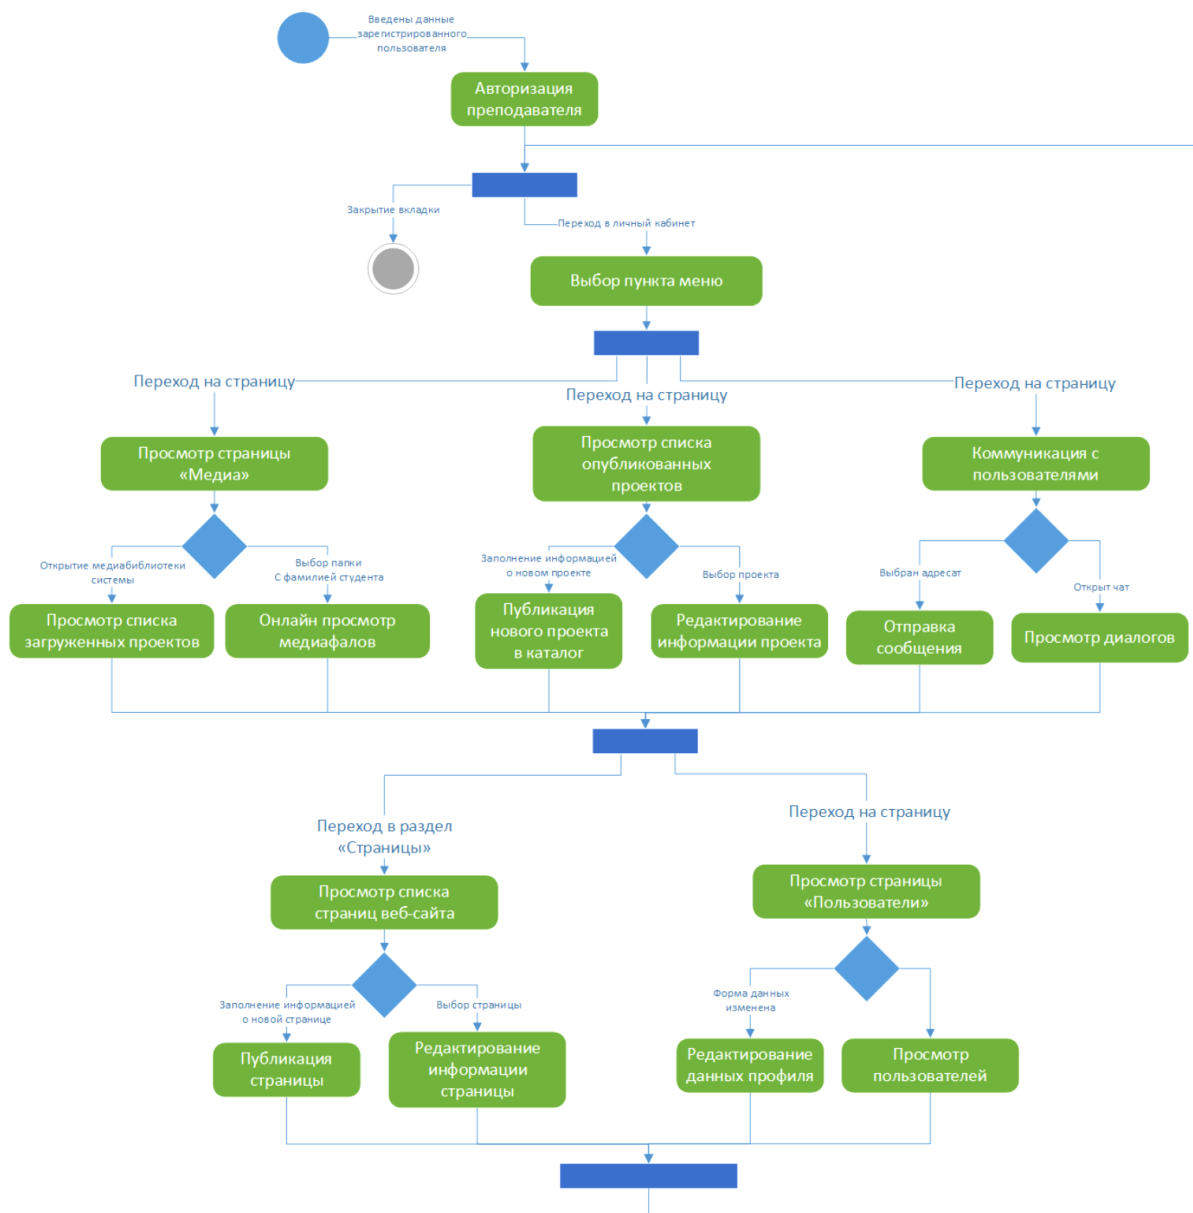 Введены данные
зарегистрированного
пользователя
Авторизация
преподавателя
Закрытие вкладки
Переход в личный кабинет
Выбор пункта меню
Переход на страницу
Переход на страницу
Переход на страницу
Просмотр страницы
«Медиа»
Просмотр списка
опубликованных
проектов
Коммуникация с
пользователями
Открытие медиабиблиотеки
системы
Выбор папки
С фамилией студента
Заполнение информацией
о новом проекте
Выбор проекта
Выбран адресат
Открыт чат
Просмотр списка
загруженных проектов
Онлайн просмотр
медиафалов
Публикация
нового проекта
в каталог
Редактирование
информации проекта
Отправка
сообщения
Просмотр диалогов
Переход в раздел
«Страницы»
Переход на страницу
Просмотр списка
страниц веб-сайта
Просмотр страницы
«Пользователи»
Заполнение информацией
о новой странице
Выбор страницы
Форма данных
изменена
Публикация
страницы
Редактирование
информации
страницы
Редактирование
данных профиля
Просмотр
пользователей